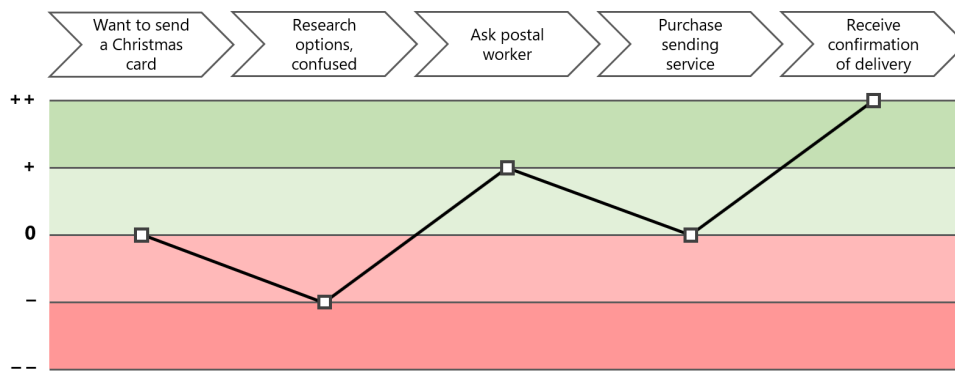 Want to send
a Christmas
card
Research
options,
confused
Ask postal
worker
Purchase
sending
service
Receive
confirmation
of delivery
++
+
0
–
– –